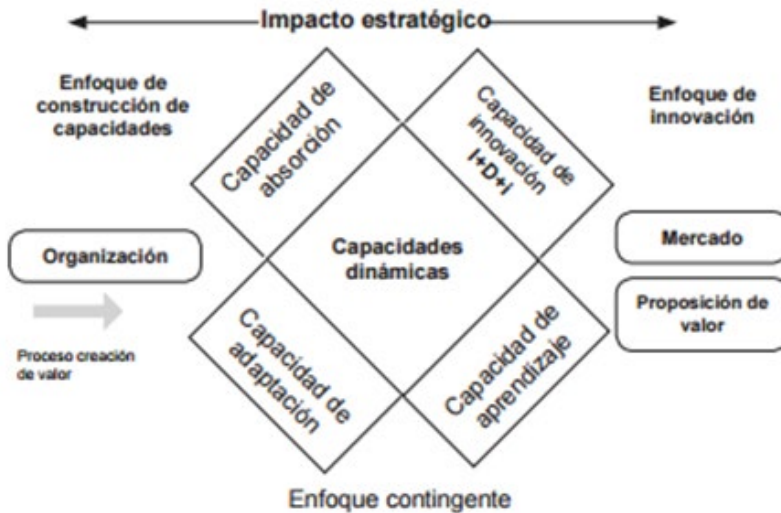 Impacto estratégico
Enfoque de
construcción de
capacidades
Capacidad de
absorción
Capacidad de
innovación
I+D+i
Enfoque de
innovación
Organización
Capacidades
dinámicas
Mercado
Proposición de
valor
Proceso creación
de valor
Capacidad de
adaptación
Capacidad de
aprendizaje
Enfoque contingente